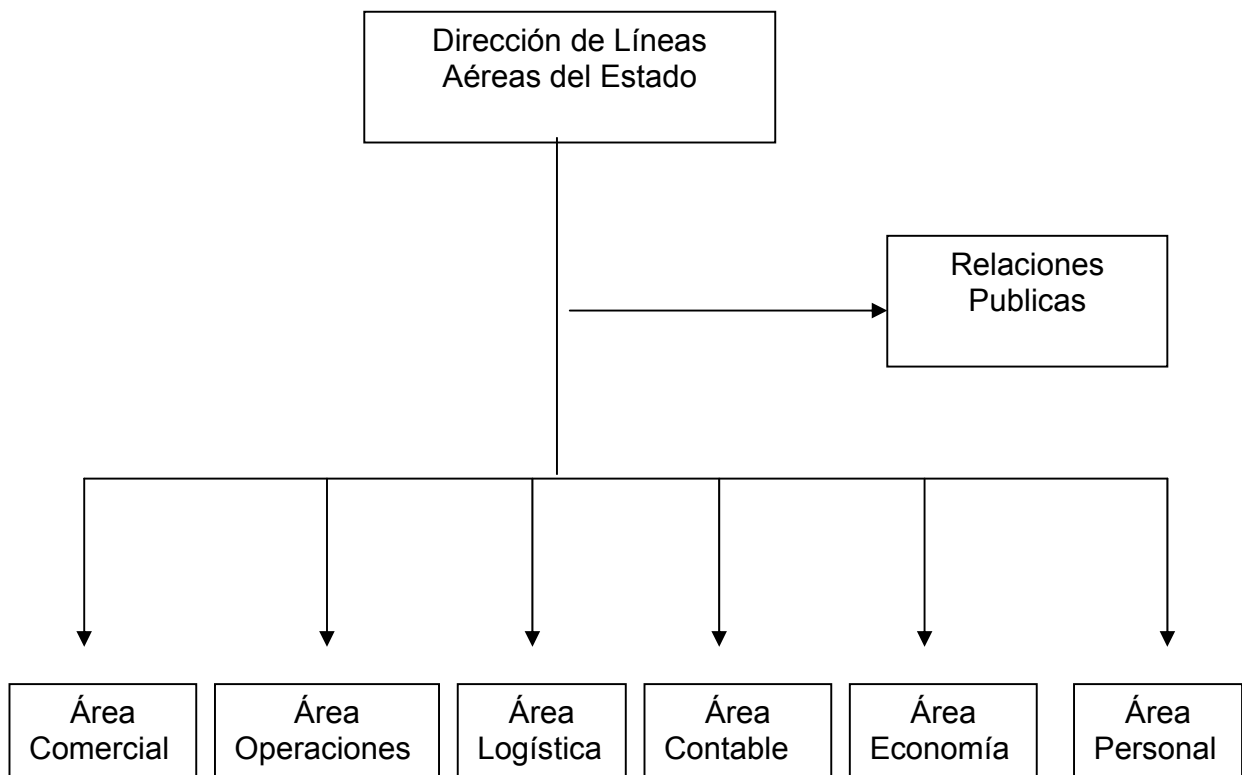 Dirección de Líneas
Aéreas del Estado
Relaciones
Publicas
Área
Comercial
Área
Operaciones
Área
Logística
Área
Contable
Área
Economía
Área
Personal